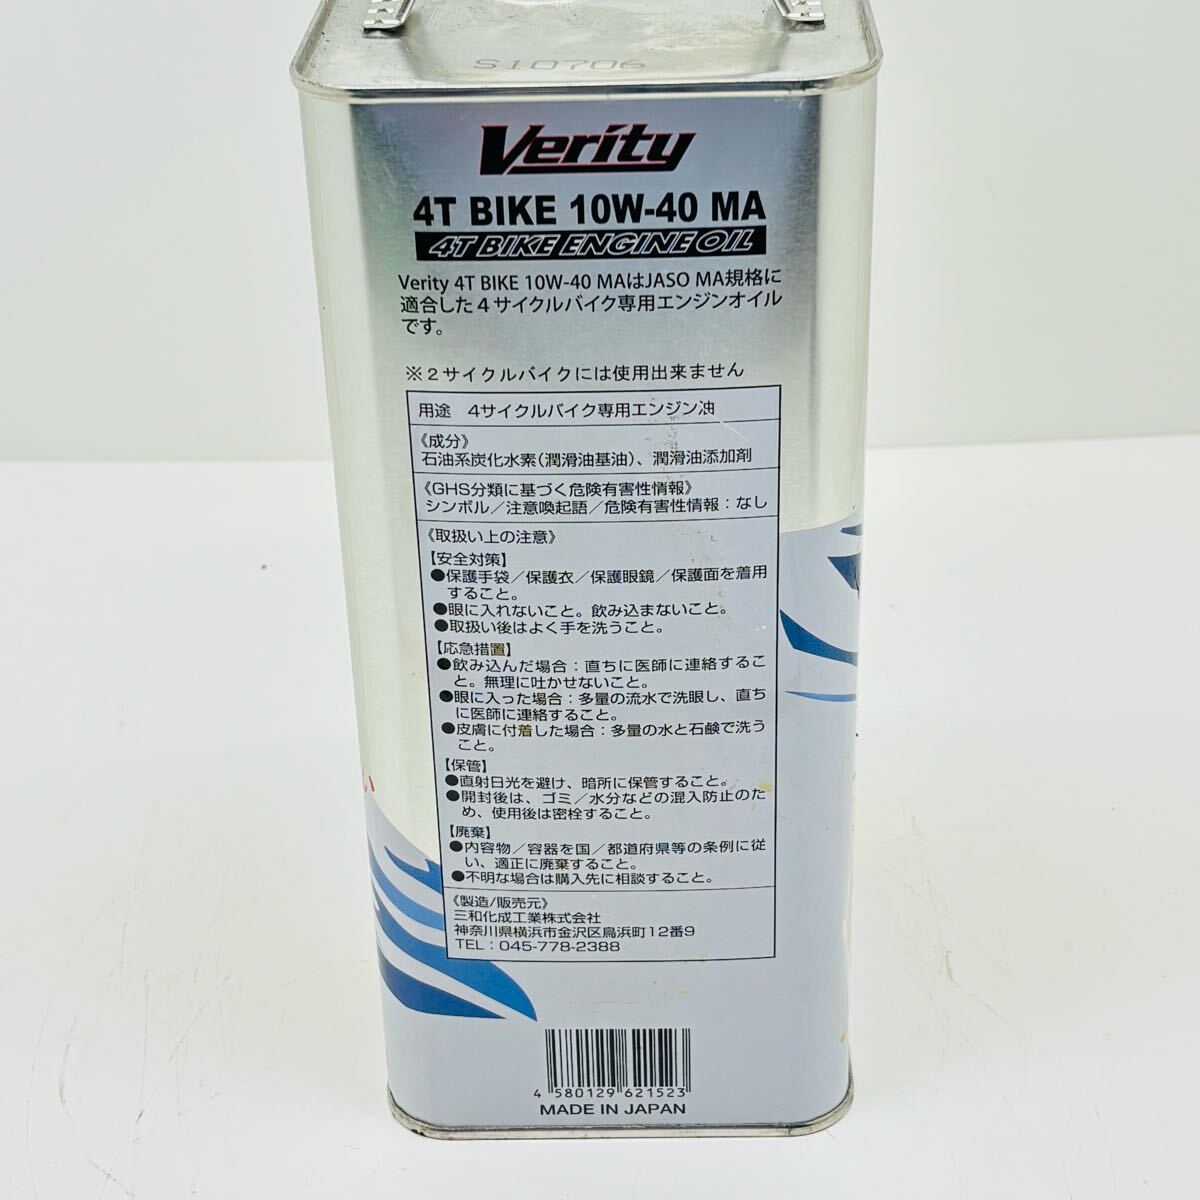 S10706
Verity
4T BIKE 10W-40 MA
4T BIKE ENGINE OIL
Verity 4T BIKE 10W-40 MAはJASO MA規格に
適合した４サイクルバイク専用エンジンオイル
です。
※２サイクルバイクには使用出来ません
用途　4サイクルバイク専用エンジン油
《成分》
石油系炭化水素(潤滑油基油)、潤滑油添加剤
《GHS分類に基づく危険有害性情報》
シンボル／注意喚起語／危険有害性情報：なし
《取扱い上の注意》
【安全対策】
●保護手袋／保護衣／保護眼鏡／保護面を着用
すること。
●眼に入れないこと。飲み込まないこと。
●取扱い後はよく手を洗うこと。
【応急措置】
●飲み込んだ場合：直ちに医師に連絡するこ
と。無理に吐かせないこと。
●眼に入った場合：多量の流水で洗眼し、直ち
に医師に連絡すること。
●皮膚に付着した場合：多量の水と石鹸で洗う
こと。
【保管】
●直射日光を避け、暗所に保管すること。
●開封後は、ゴミ／水分などの混入防止のた
め、使用後は密栓すること。
【廃棄】
●内容物／容器を国／都道府県等の条例に従
い、適正に廃棄すること。
●不明な場合は購入先に相談すること。
《製造/販売元》
三和化成工業株式会社
神奈川県横浜市金沢区鳥浜町12番9
TEL：045-778-2388
4 580129 621523
MADE IN JAPAN